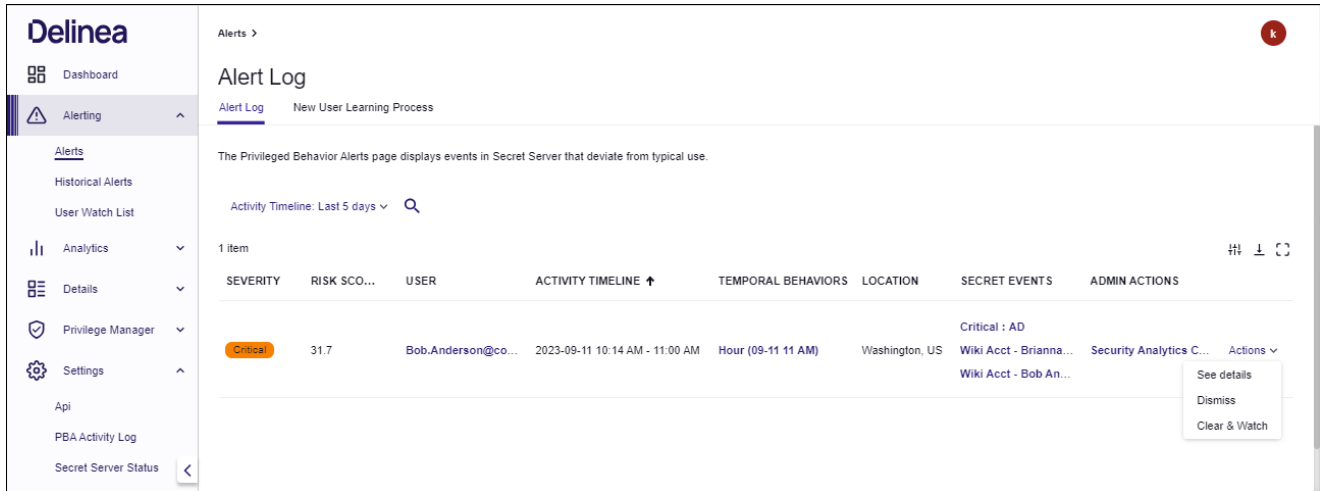 Delinea
Dashboard
Alerting
Alerts
Historical Alerts
User Watch List
Analytics
Details
Privilege Manager
Settings
Api
PBA Activity Log
Secret Server Status
Alerts >
k
Alert Log
Alert Log New User Learning Process
The Privileged Behavior Alerts page displays events in Secret Server that deviate from typical use.
Activity Timeline: Last 5 days
1 item
SEVERITY RISK SCO... USER ACTIVITY TIMELINE TEMPORAL BEHAVIORS LOCATION SECRET EVENTS ADMIN ACTIONS
Critical 31.7 Bob.Anderson@co... 2023-09-11 10:14 AM - 11:00 AM Hour (09-11 11 AM) Washington, US
Critical : AD
Wiki Acct - Brianna...
Wiki Acct - Bob An...
Security Analytics C... Actions
See details
Dismiss
Clear & Watch